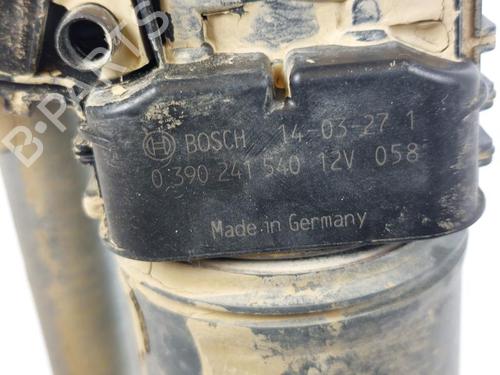 BOSCH 14-03-27 1
0 390 241 540 12V 058
Made in Germany
B-PARTS